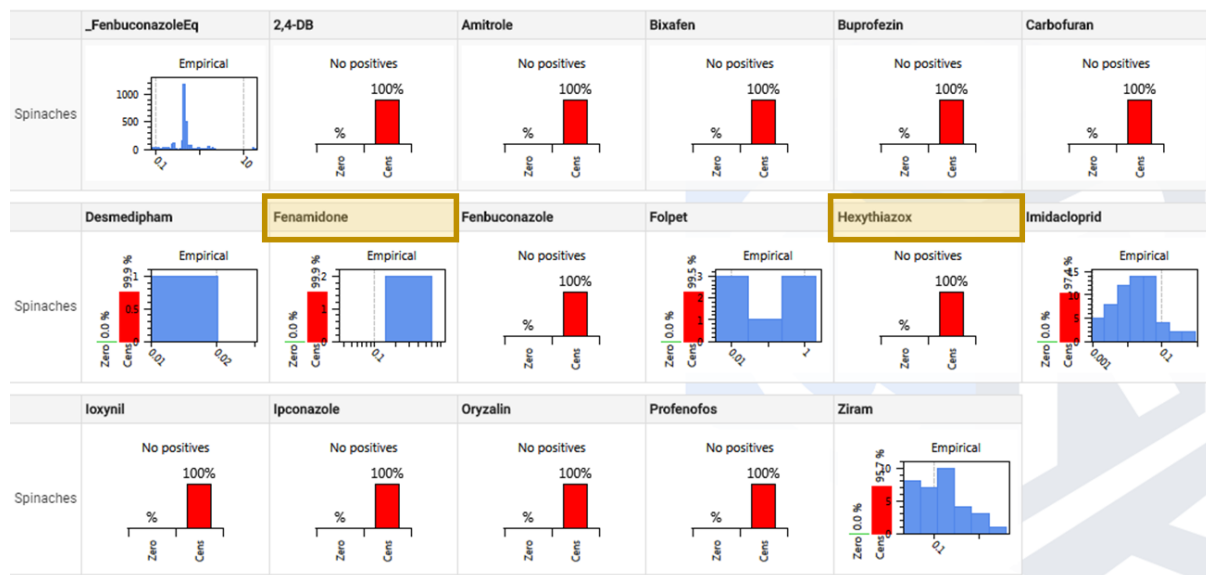 _FenbuconazoleEq 2,4-DB Amitrole Bixafen Buprofezin Carbofuran
Spinaches
Empirical
1000
500
0
0.1 10
No positives
100%
%
Zero Cens
No positives
100%
%
Zero Cens
No positives
100%
%
Zero Cens
No positives
100%
%
Zero Cens
No positives
100%
%
Zero Cens
Desmedipham Fenamidone Fenbuconazole Folpet Hexythiazox Imidacloprid
Spinaches
Empirical
0.0 %
99.9 %
Zero Cens
1
0.5
0
0.01 0.02
Empirical
0.0 %
99.9 %
Zero Cens
2
1
0
0.1
No positives
100%
%
Zero Cens
Empirical
0.0 %
99.5 %
Zero Cens
3
2
1
0
0.01 1
No positives
100%
%
Zero Cens
Empirical
0.0 %
97.4 %
Zero Cens
15
10
5
0
0.001 0.1
Ioxynil Ipconazole Oryzalin Profenofos Ziram
Spinaches
No positives
100%
%
Zero Cens
No positives
100%
%
Zero Cens
No positives
100%
%
Zero Cens
No positives
100%
%
Zero Cens
Empirical
0.0 %
95.7 %
Zero Cens
10
5
0
0.1